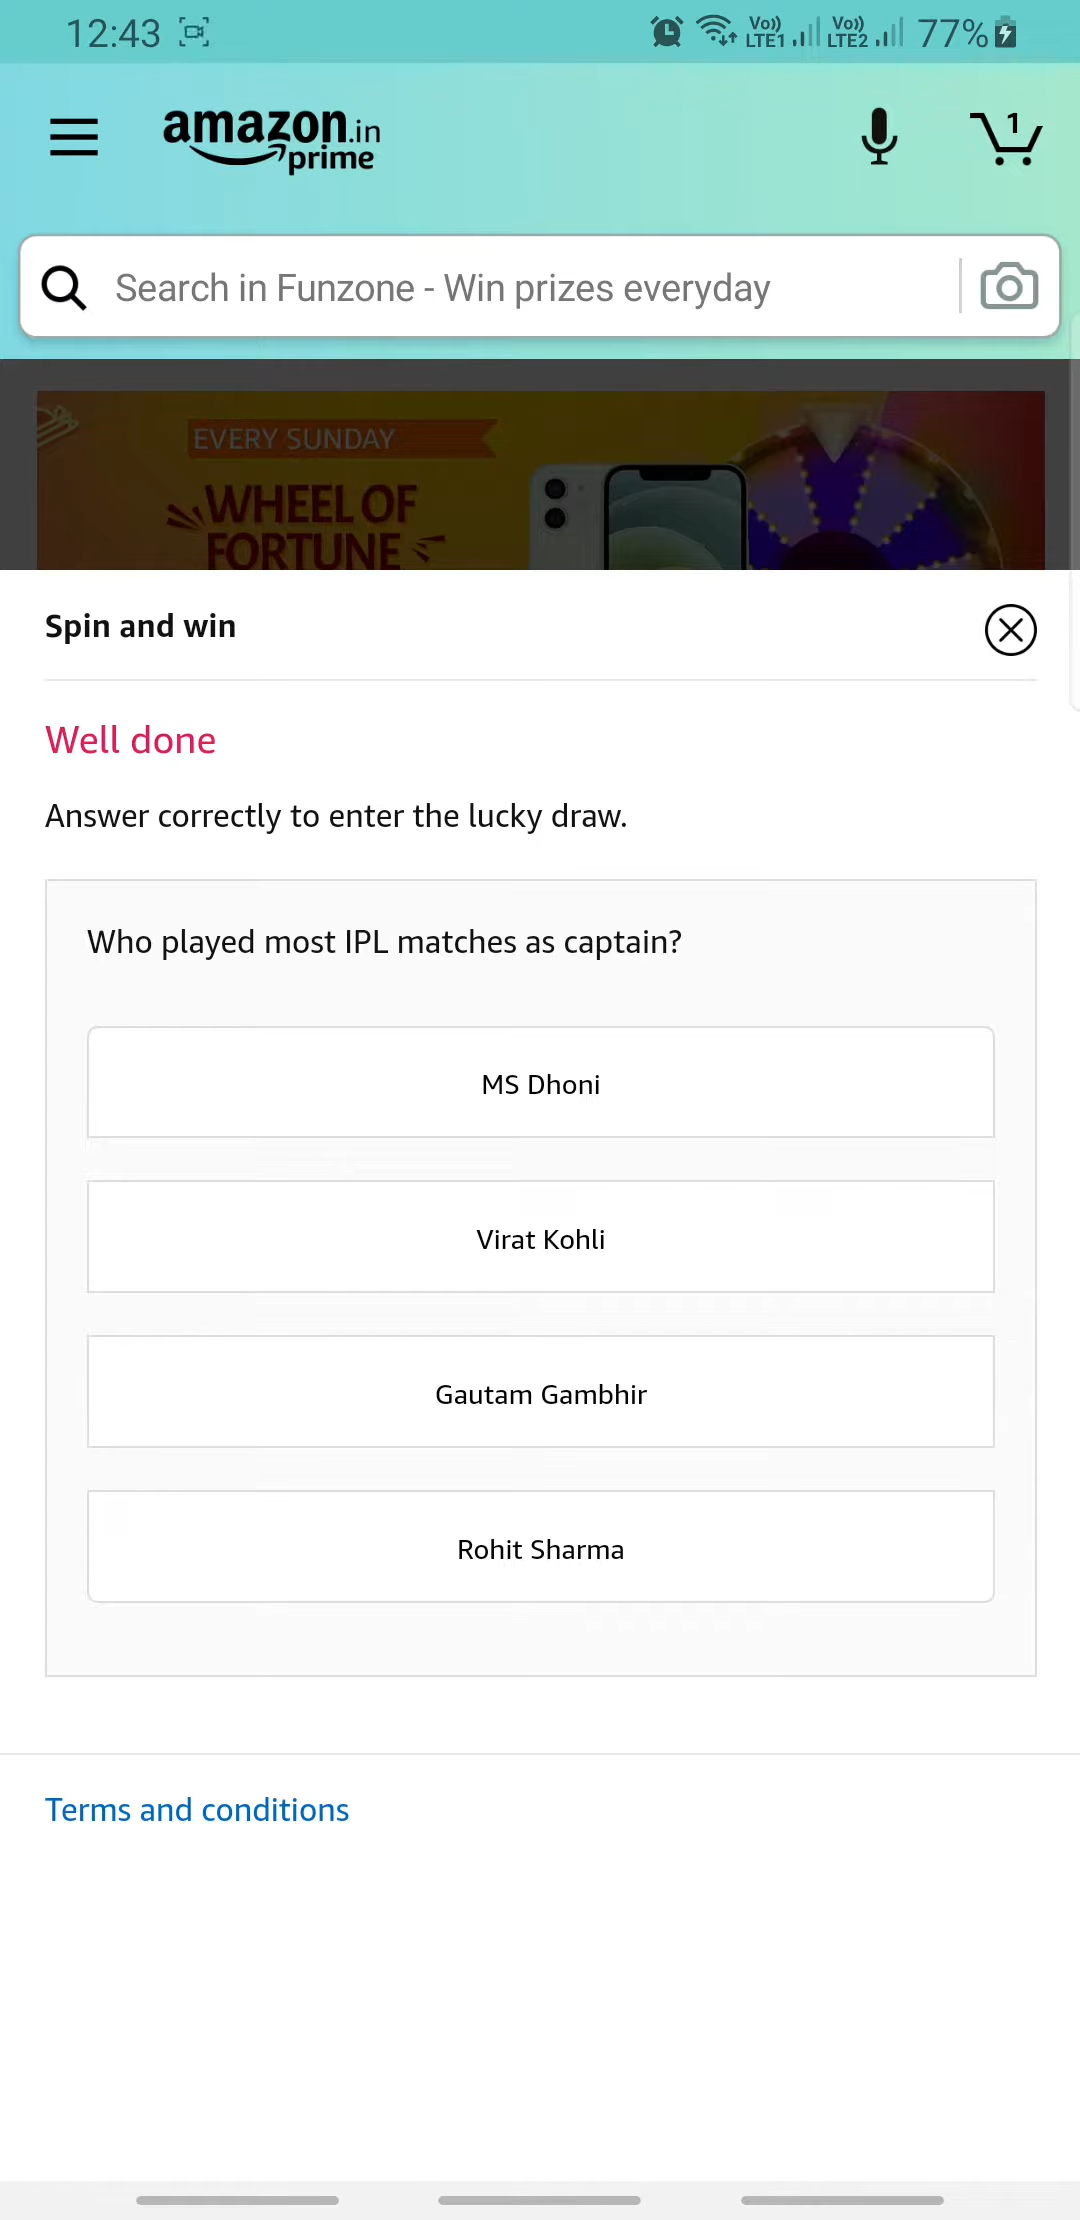 12:43 Vo)) LTE1 Vo)) LTE2 77%
amazon.in
prime
1
Search in Funzone - Win prizes everyday
EVERY SUNDAY
WHEEL OF
FORTUNE
Spin and win
Well done
Answer correctly to enter the lucky draw.
Who played most IPL matches as captain?
MS Dhoni
Virat Kohli
Gautam Gambhir
Rohit Sharma
Terms and conditions